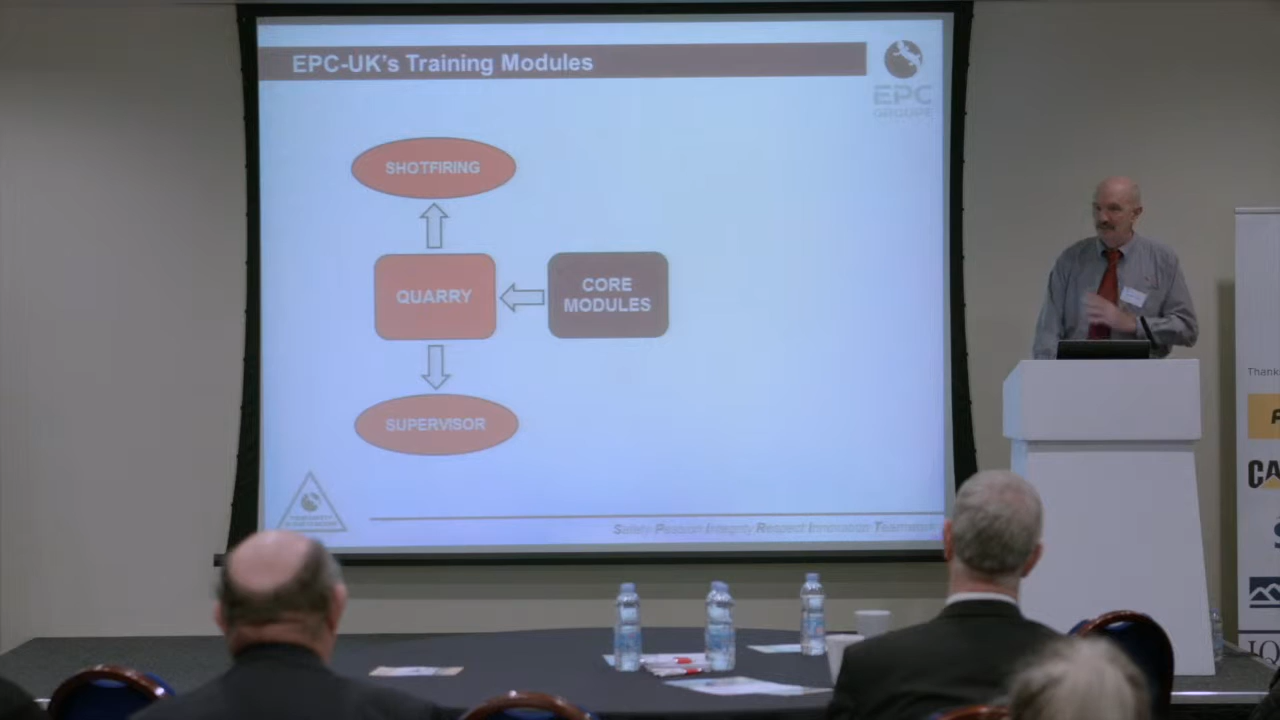 EPC-UK's Training Modules
EPC
GROUPE
SHOTFIRING
QUARRY
CORE
MODULES
SUPERVISOR
Safety Passion Integrity Respect Innovation Teamwork
Thank
CA
IQ